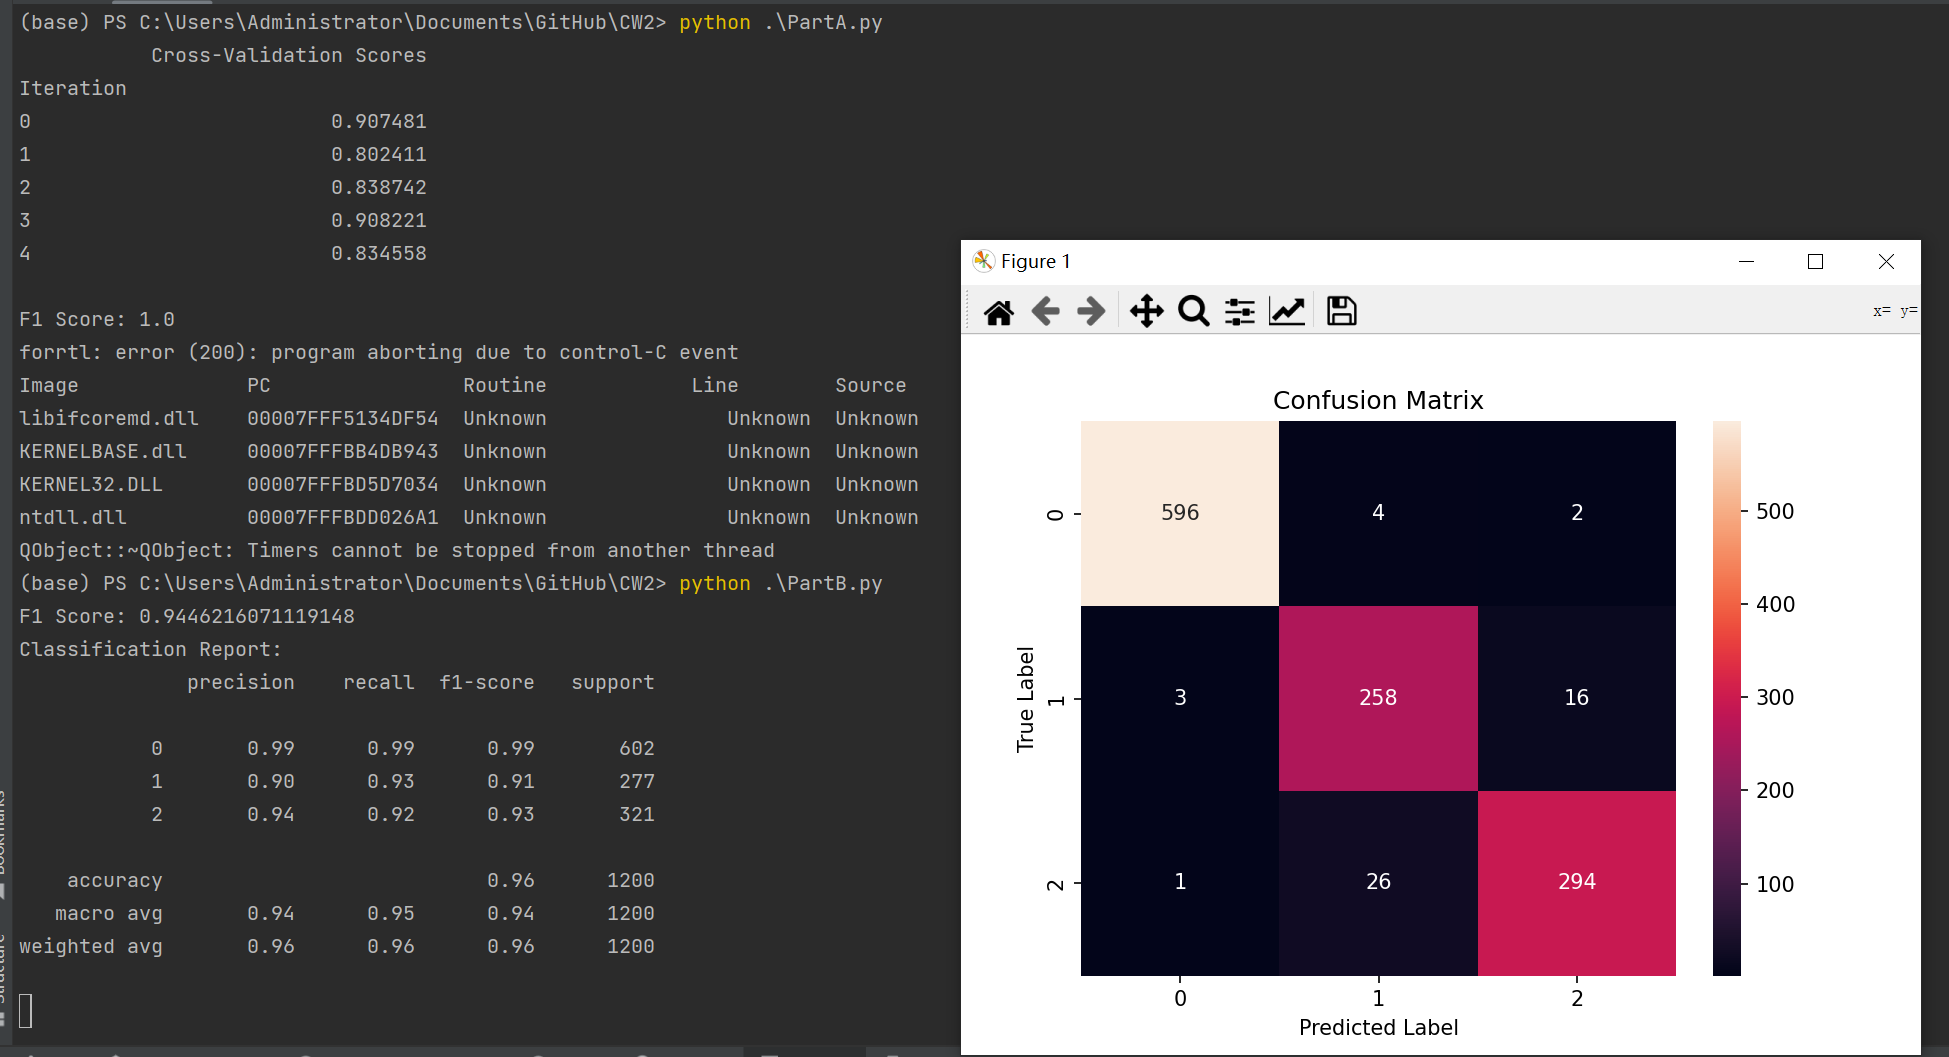 (base) PS C:\Users\Administrator\Documents\GitHub\CW2> python .\PartA.py
Cross-Validation Scores
Iteration
0 0.907481
1 0.802411
2 0.838742
3 0.908221
4 0.834558
F1 Score: 1.0
forrtl: error (200): program aborting due to control-C event
Image PC Routine Line Source
libifcoremd.dll 00007FFF5134DF54 Unknown Unknown Unknown
KERNELBASE.dll 00007FFFBB4DB943 Unknown Unknown Unknown
KERNEL32.DLL 00007FFFBD5D7034 Unknown Unknown Unknown
ntdll.dll 00007FFFBDD026A1 Unknown Unknown Unknown
QObject::~QObject: Timers cannot be stopped from another thread
(base) PS C:\Users\Administrator\Documents\GitHub\CW2> python .\PartB.py
F1 Score: 0.9446216071119148
Classification Report:
precision recall f1-score support
0 0.99 0.99 0.99 602
1 0.90 0.93 0.91 277
2 0.94 0.92 0.93 321
accuracy 0.96 1200
macro avg 0.94 0.95 0.94 1200
weighted avg 0.96 0.96 0.96 1200
Bookmarks
Structure
Figure 1
x= y=
Confusion Matrix
True Label
0 596 4 2
1 3 258 16
2 1 26 294
0 1 2
Predicted Label
500
400
300
200
100